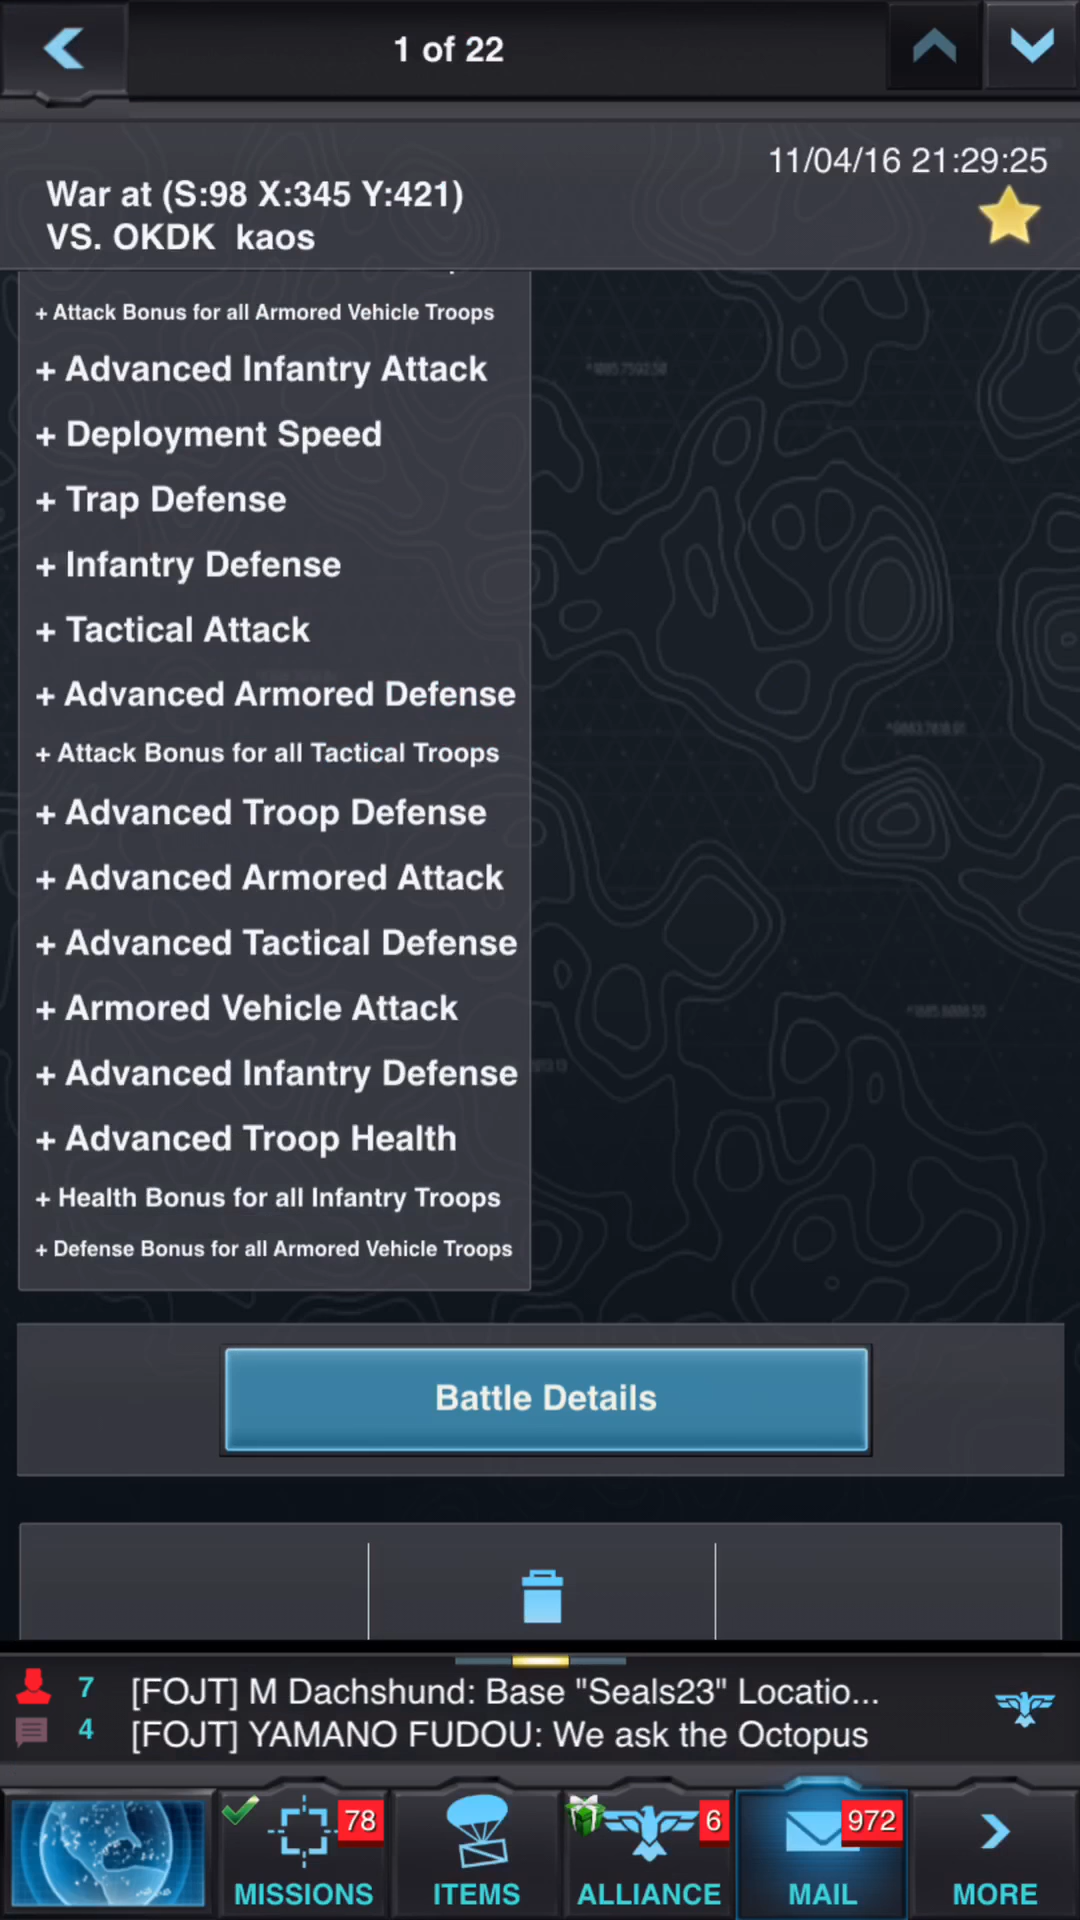 1 of 22
11/04/16 21:29:25
War at (S:98 X:345 Y:421)
VS. OKDK kaos
+ Attack Bonus for all Armored Vehicle Troops
+ Advanced Infantry Attack
+ Deployment Speed
+ Trap Defense
+ Infantry Defense
+ Tactical Attack
+ Advanced Armored Defense
+ Attack Bonus for all Tactical Troops
+ Advanced Troop Defense
+ Advanced Armored Attack
+ Advanced Tactical Defense
+ Armored Vehicle Attack
+ Advanced Infantry Defense
+ Advanced Troop Health
+ Health Bonus for all Infantry Troops
+ Defense Bonus for all Armored Vehicle Troops
Battle Details
7 [FOJT] M Dachshund: Base "Seals23" Locatio...
4 [FOJT] YAMANO FUDOU: We ask the Octopus
78 6 972
MISSIONS ITEMS ALLIANCE MAIL MORE